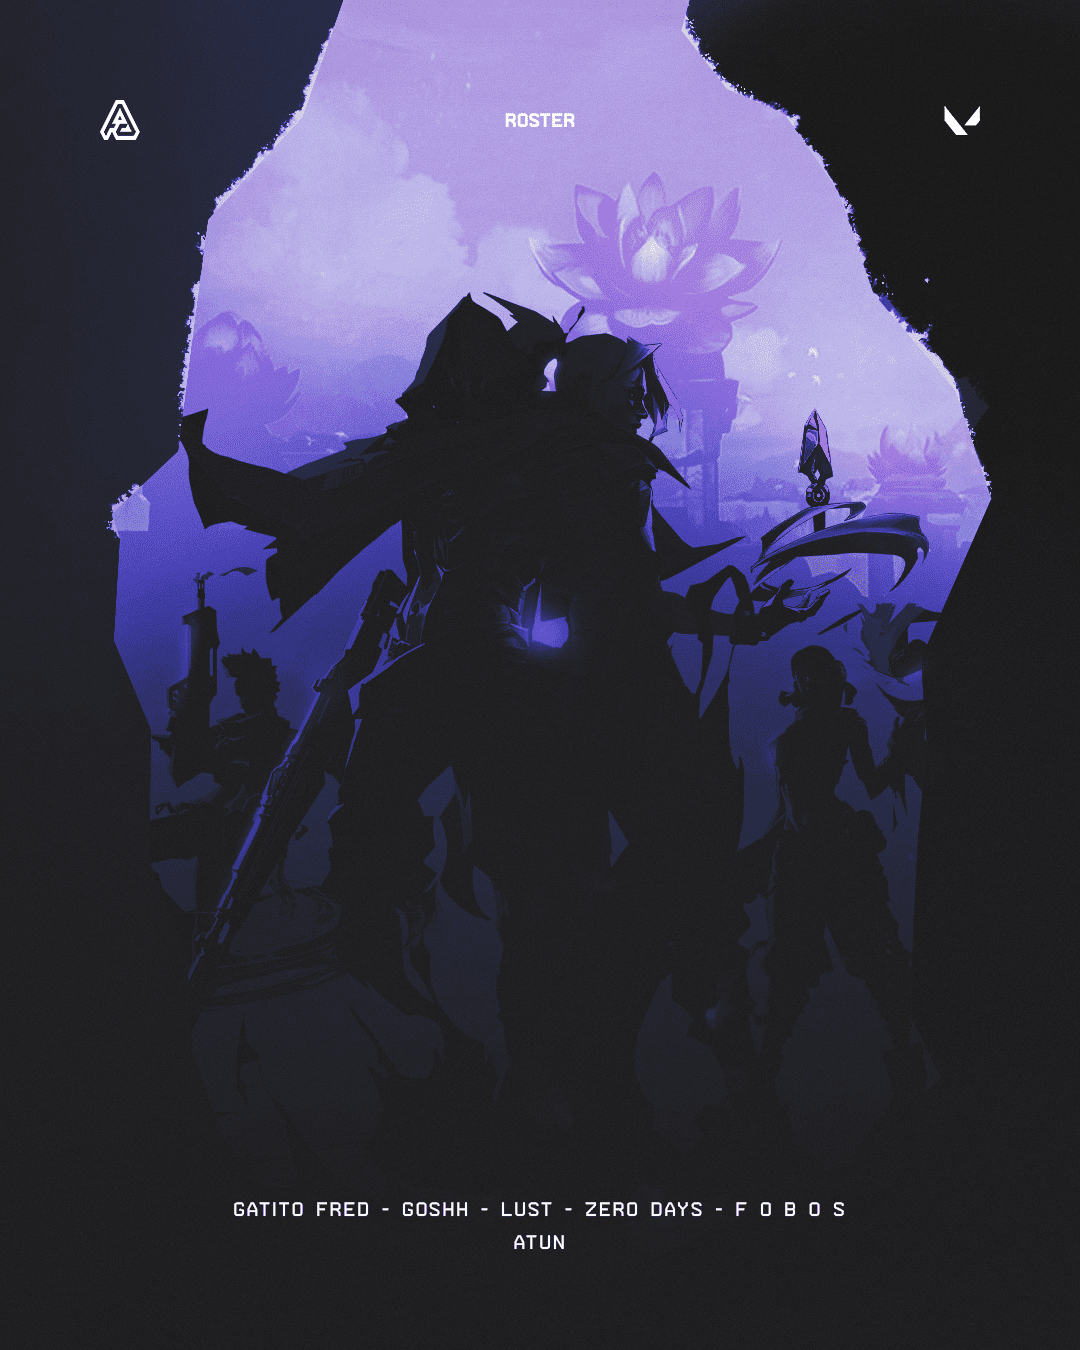 ROSTER
GATITO FRED - GOSHH - LUST - ZERO DAYS - F O B O S
ATUN